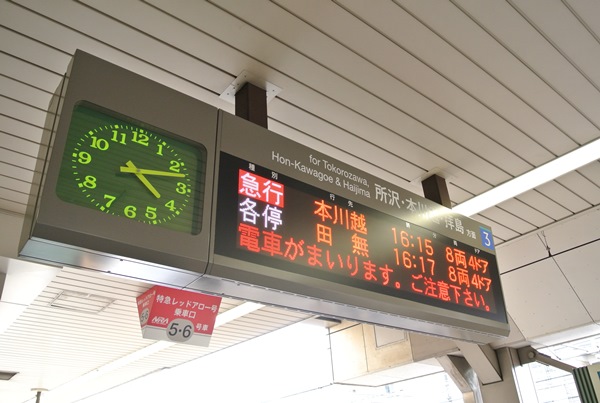 for Tokorozawa,
Hon-Kawagoe & Haijima
所沢・本川
拝島 方面
3
種別 行先
急行 本川越 16:15 8両4ドア
各停 田無 16:17 8両4ドア
電車がまいります。ご注意下さい。
12
1
2
3
4
5
6
7
8
9
10
11
特急レッドアロー号
乗車口
5·6号車